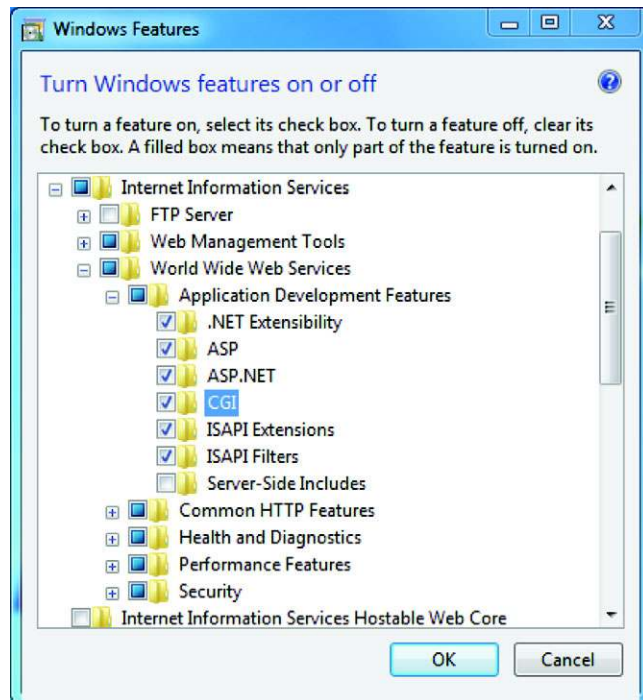 Windows Features
Turn Windows features on or off
To turn a feature on, select its check box. To turn a feature off, clear its
check box. A filled box means that only part of the feature is turned on.
Internet Information Services
FTP Server
Web Management Tools
World Wide Web Services
Application Development Features
.NET Extensibility
ASP
ASP.NET
CGI
ISAPI Extensions
ISAPI Filters
Server-Side Includes
Common HTTP Features
Health and Diagnostics
Performance Features
Security
Internet Information Services Hostable Web Core
OK Cancel